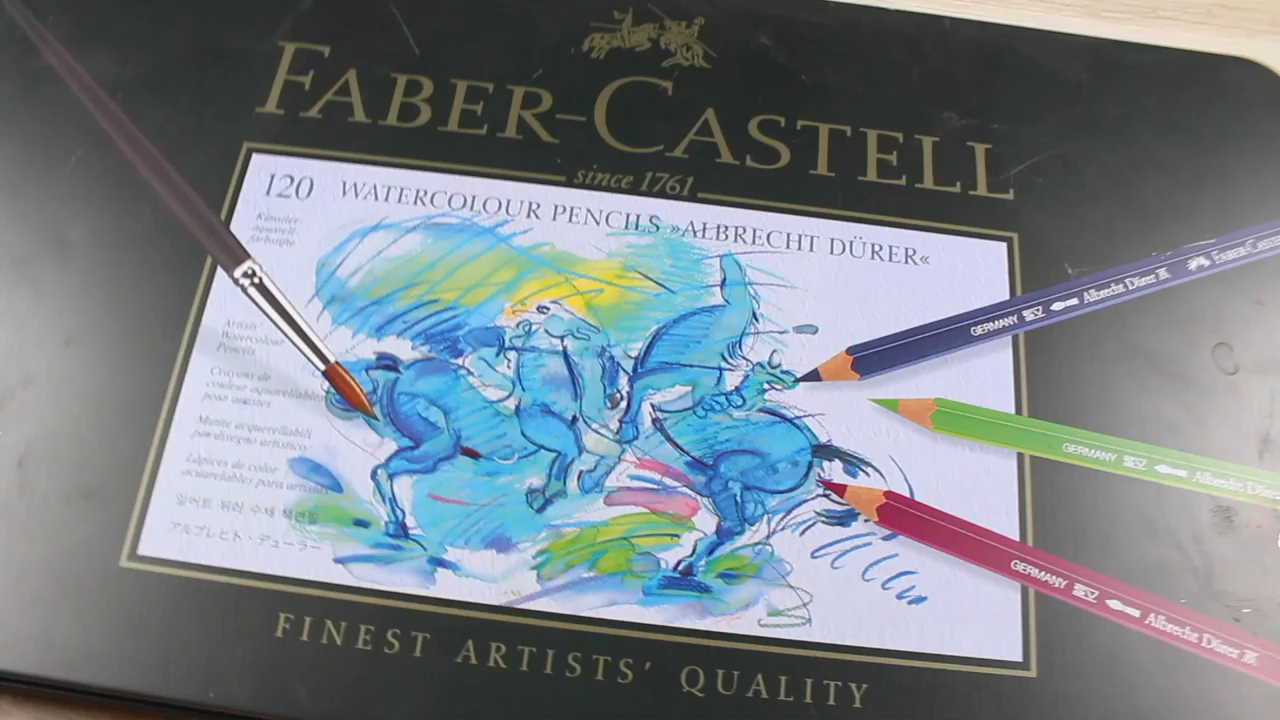 FABER-CASTELL
since 1761
120 WATERCOLOUR PENCILS »ALBRECHT DÜRER«
Künstler-
aquarell-
farbstifte
Artists'
Watercolour
Pencils
Crayons de
couleur aquarellables
pour artistes
Matite acquerellabili
per disegno artistico
Lápices de color
acuarelables para artistas
알버트 뒤러 수채 색연필
アルブレヒト・デューラー
GERMANY Albrecht Dürer FABER-CASTELL
GERMANY Albrecht Dürer
GERMANY Albrecht Dürer
FINEST ARTISTS' QUALITY